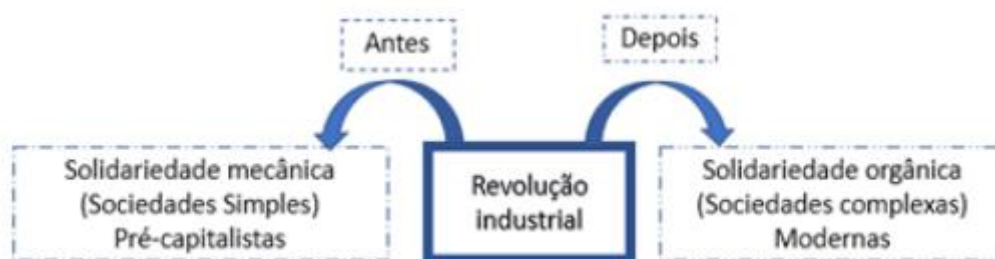 Antes
Depois
Solidariedade mecânica
(Sociedades Simples)
Pré-capitalistas
Revolução
industrial
Solidariedade orgânica
(Sociedades complexas)
Modernas